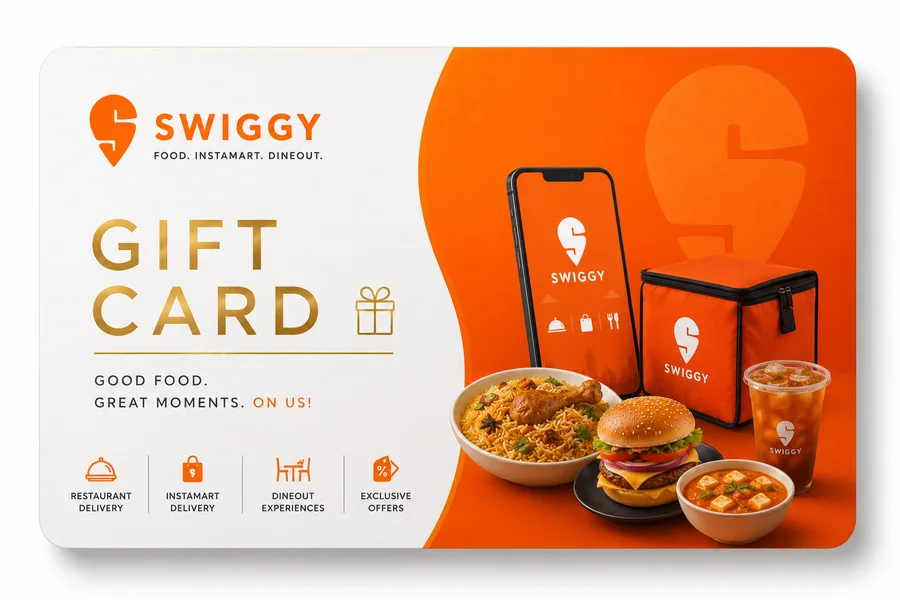 SWIGGY
FOOD. INSTAMART. DINEOUT.
GIFT
CARD
GOOD FOOD.
GREAT MOMENTS. ON US!
RESTAURANT
DELIVERY
INSTAMART
DELIVERY
DINEOUT
EXPERIENCES
%
EXCLUSIVE
OFFERS
SWIGGY
SWIGGY
SWIGGY